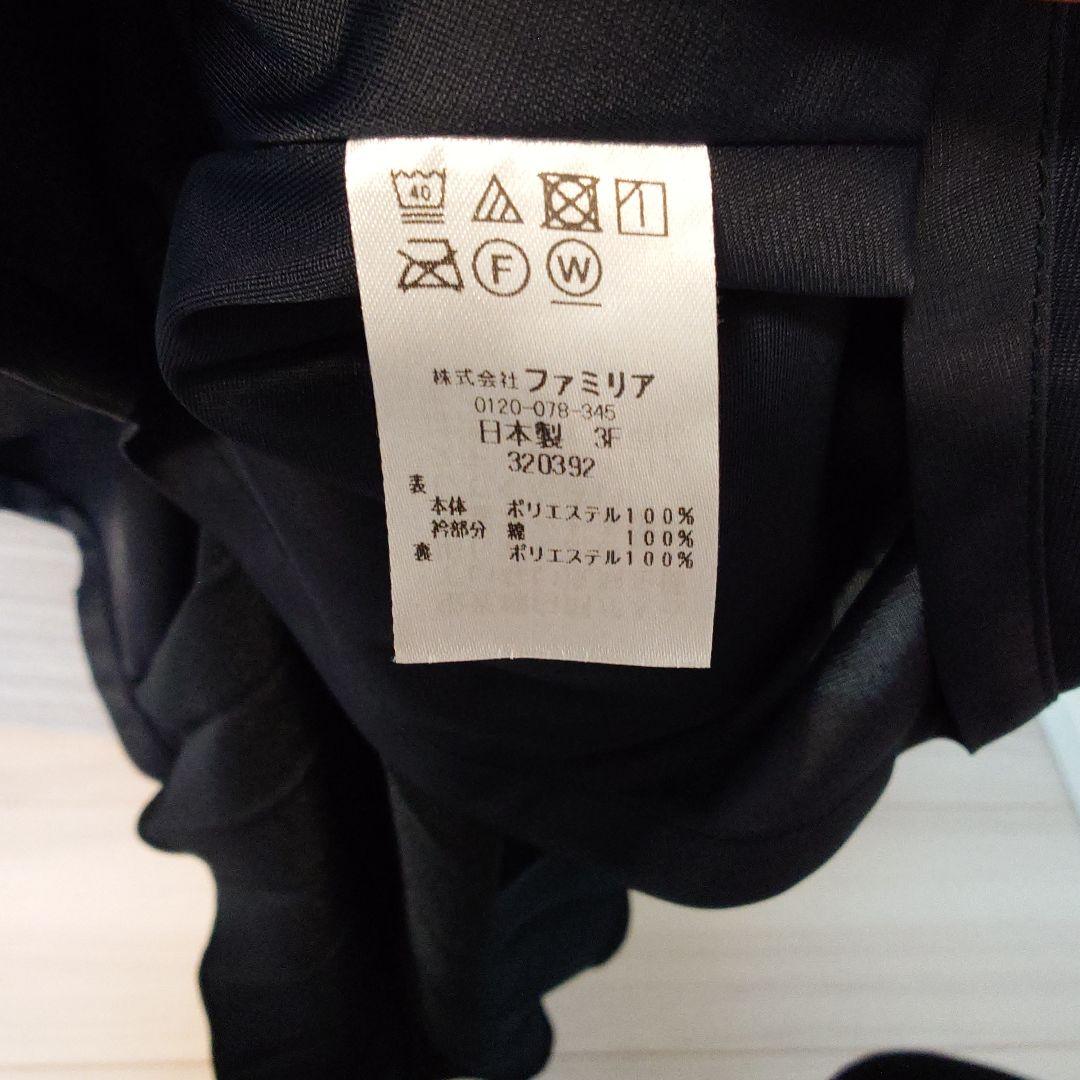 40
F W
株式会社 ファミリア
0120-078-345
日本製 3F
320392
表
本体 ポリエステル100%
衿部分 綿 100%
裏 ポリエステル100%